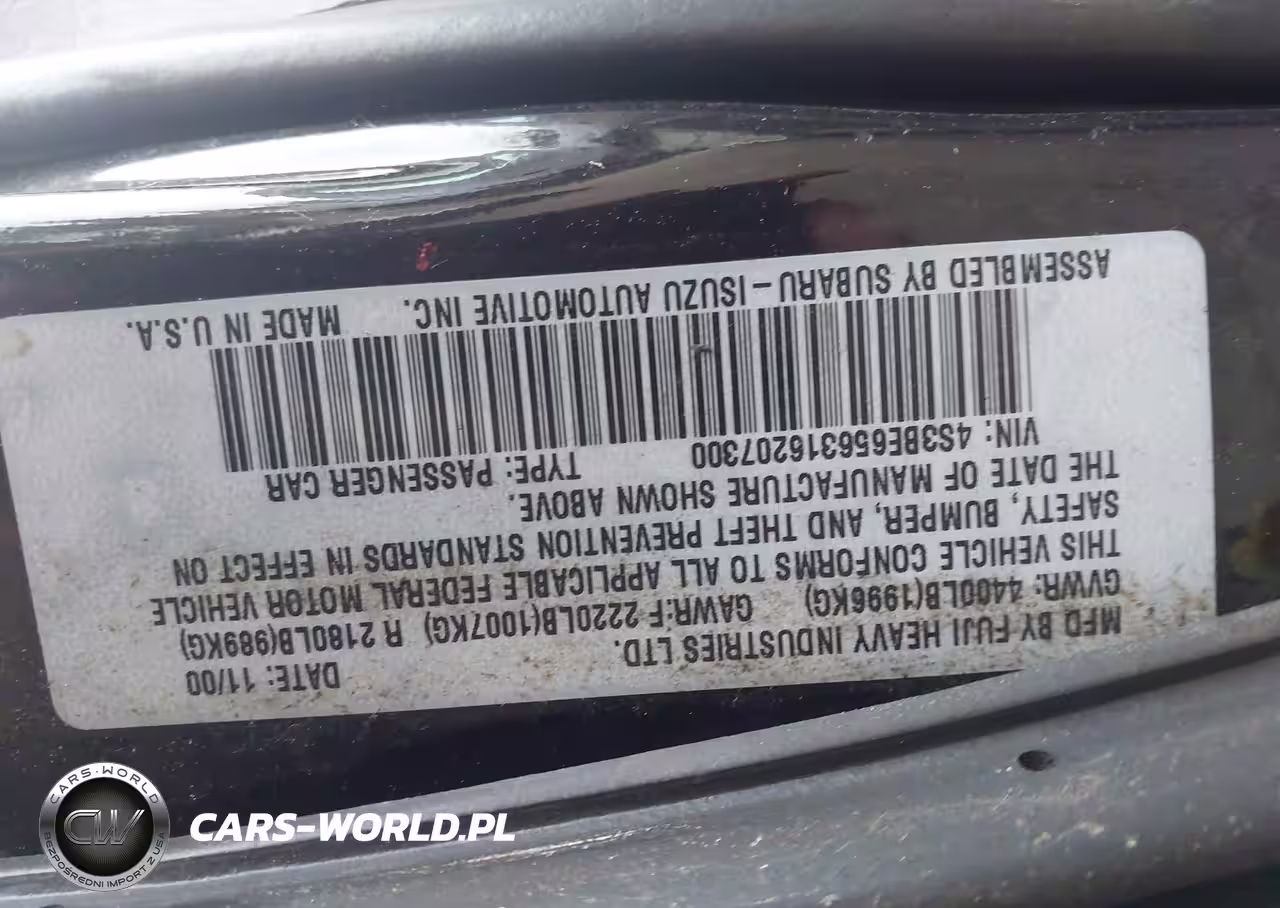 MFD BY FUJI HEAVY INDUSTRIES LTD. DATE: 11/00
GVWR: 4400LB(1996KG) GAWR:F 2220LB(1007KG) R 2180LB(989KG)
THIS VEHICLE CONFORMS TO ALL APPLICABLE FEDERAL MOTOR VEHICLE
SAFETY, BUMPER, AND THEFT PREVENTION STANDARDS IN EFFECT ON
THE DATE OF MANUFACTURE SHOWN ABOVE.
VIN: 4S3BE656316207300 TYPE: PASSENGER CAR
ASSEMBLED BY SUBARU-ISUZU AUTOMOTIVE INC. MADE IN U.S.A.
CARS-WORLD
CW
BEZPOŚREDNI IMPORT Z USA
CARS-WORLD.PL